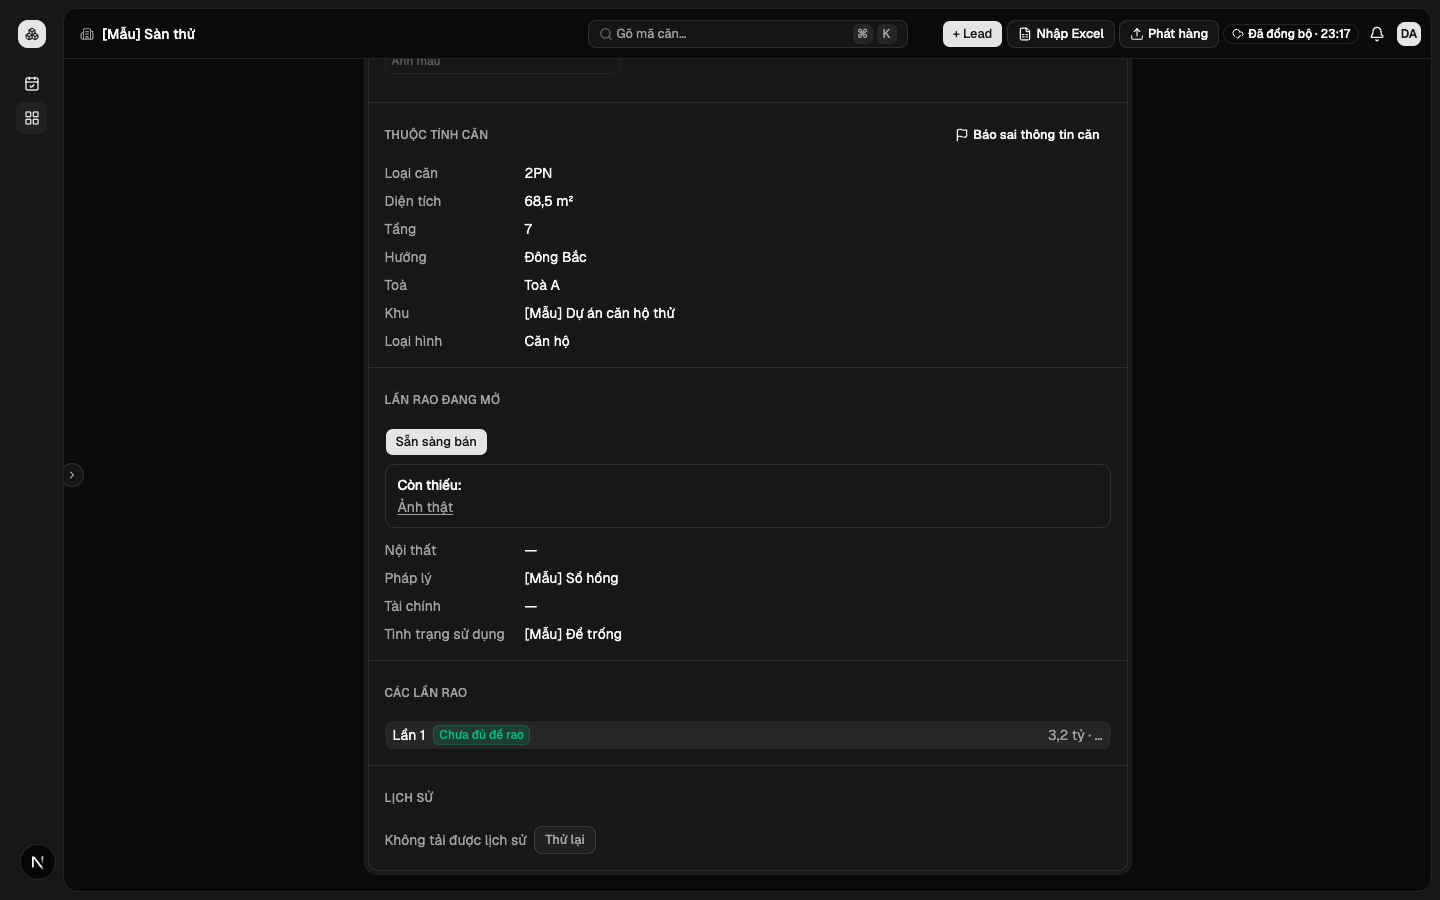 [Mẫu] Sàn thử
Gõ mã căn...
⌘ K
+ Lead
Nhập Excel
Phát hàng
Đã đồng bộ · 23:17
DA
Ảnh mẫu
THUỘC TÍNH CĂN
Báo sai thông tin căn
Loại căn 2PN
Diện tích 68,5 m²
Tầng 7
Hướng Đông Bắc
Toà Toà A
Khu [Mẫu] Dự án căn hộ thử
Loại hình Căn hộ
LẦN RAO ĐANG MỞ
Sẵn sàng bán
Còn thiếu:
Ảnh thật
Nội thất —
Pháp lý [Mẫu] Sổ hồng
Tài chính —
Tình trạng sử dụng [Mẫu] Để trống
CÁC LẦN RAO
Lần 1 Chưa đủ để rao 3,2 tỷ · ...
LỊCH SỬ
Không tải được lịch sử Thử lại
N